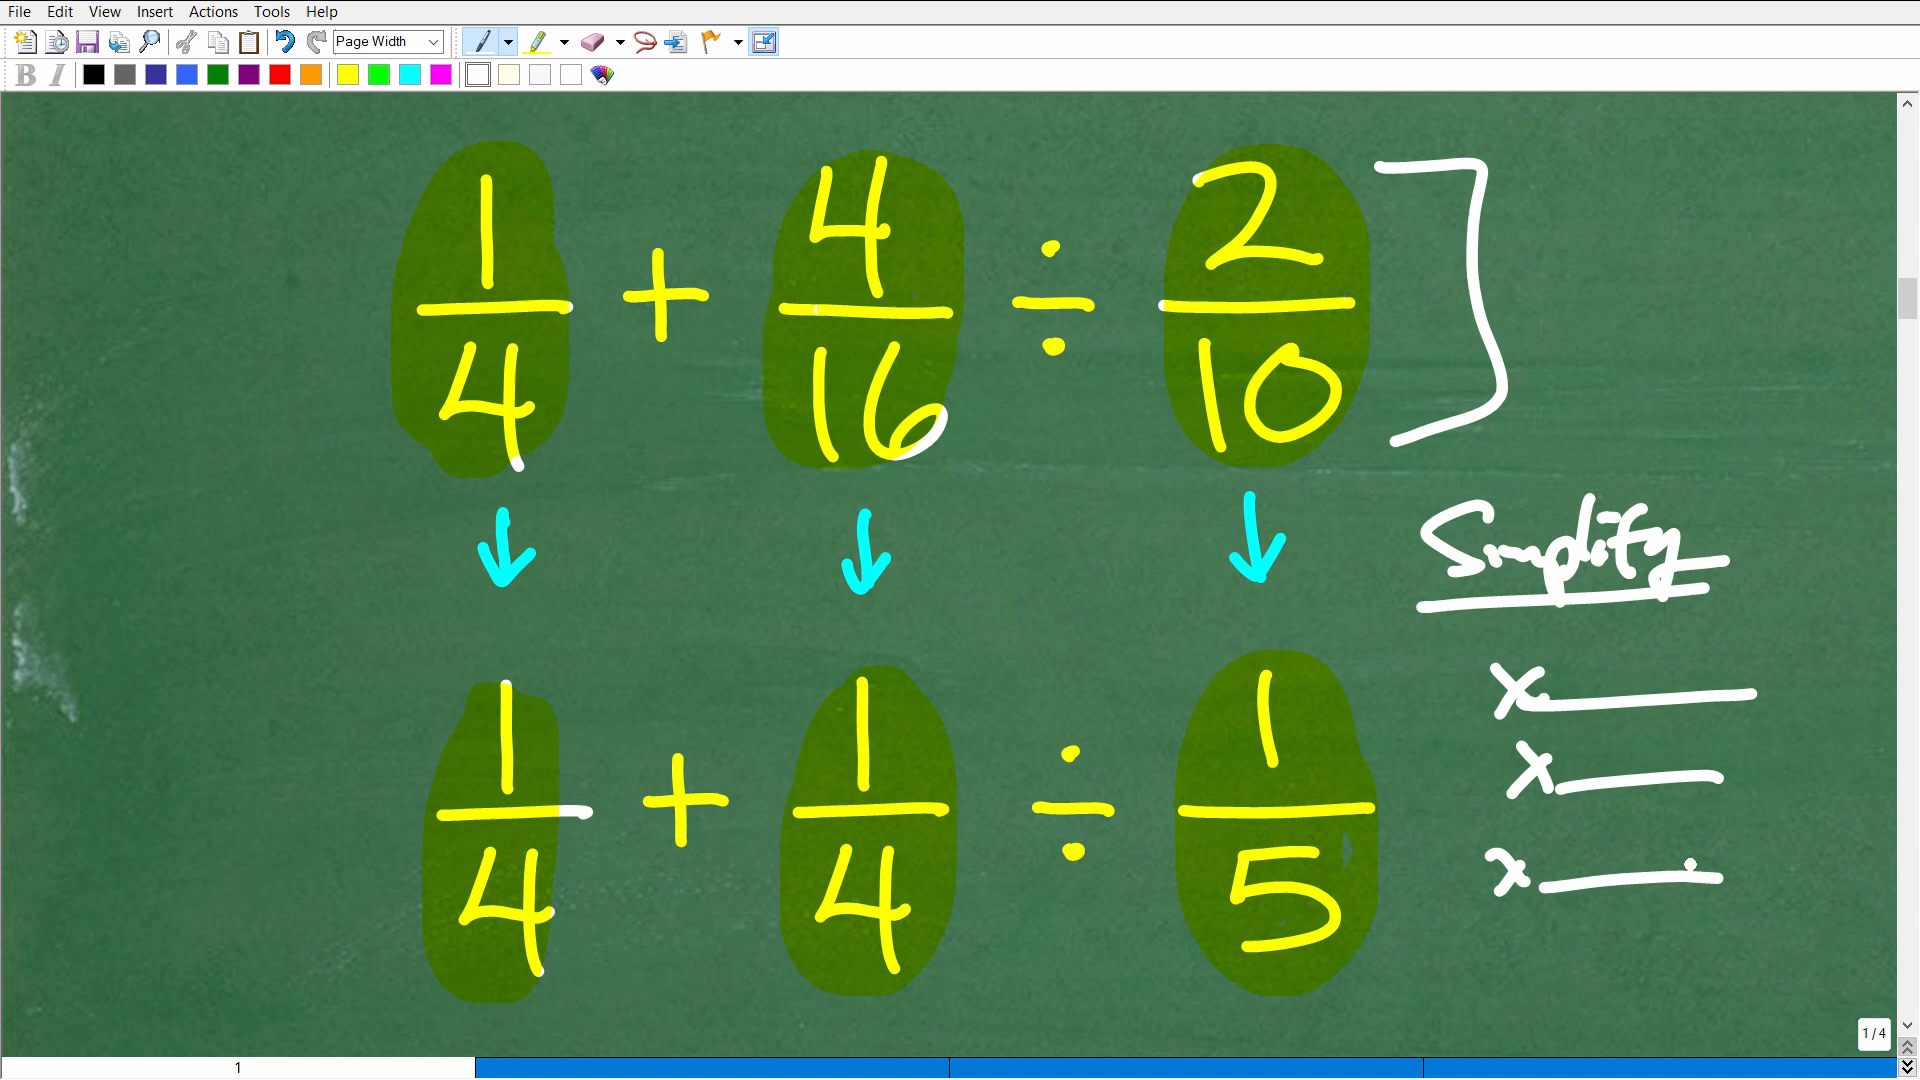 File Edit View Insert Actions Tools Help
Page Width
B I
1/4 + 4/16 ÷ 2/10
Simplify
1/4 + 1/4 ÷ 1/5
x
x
x
1 / 4
1